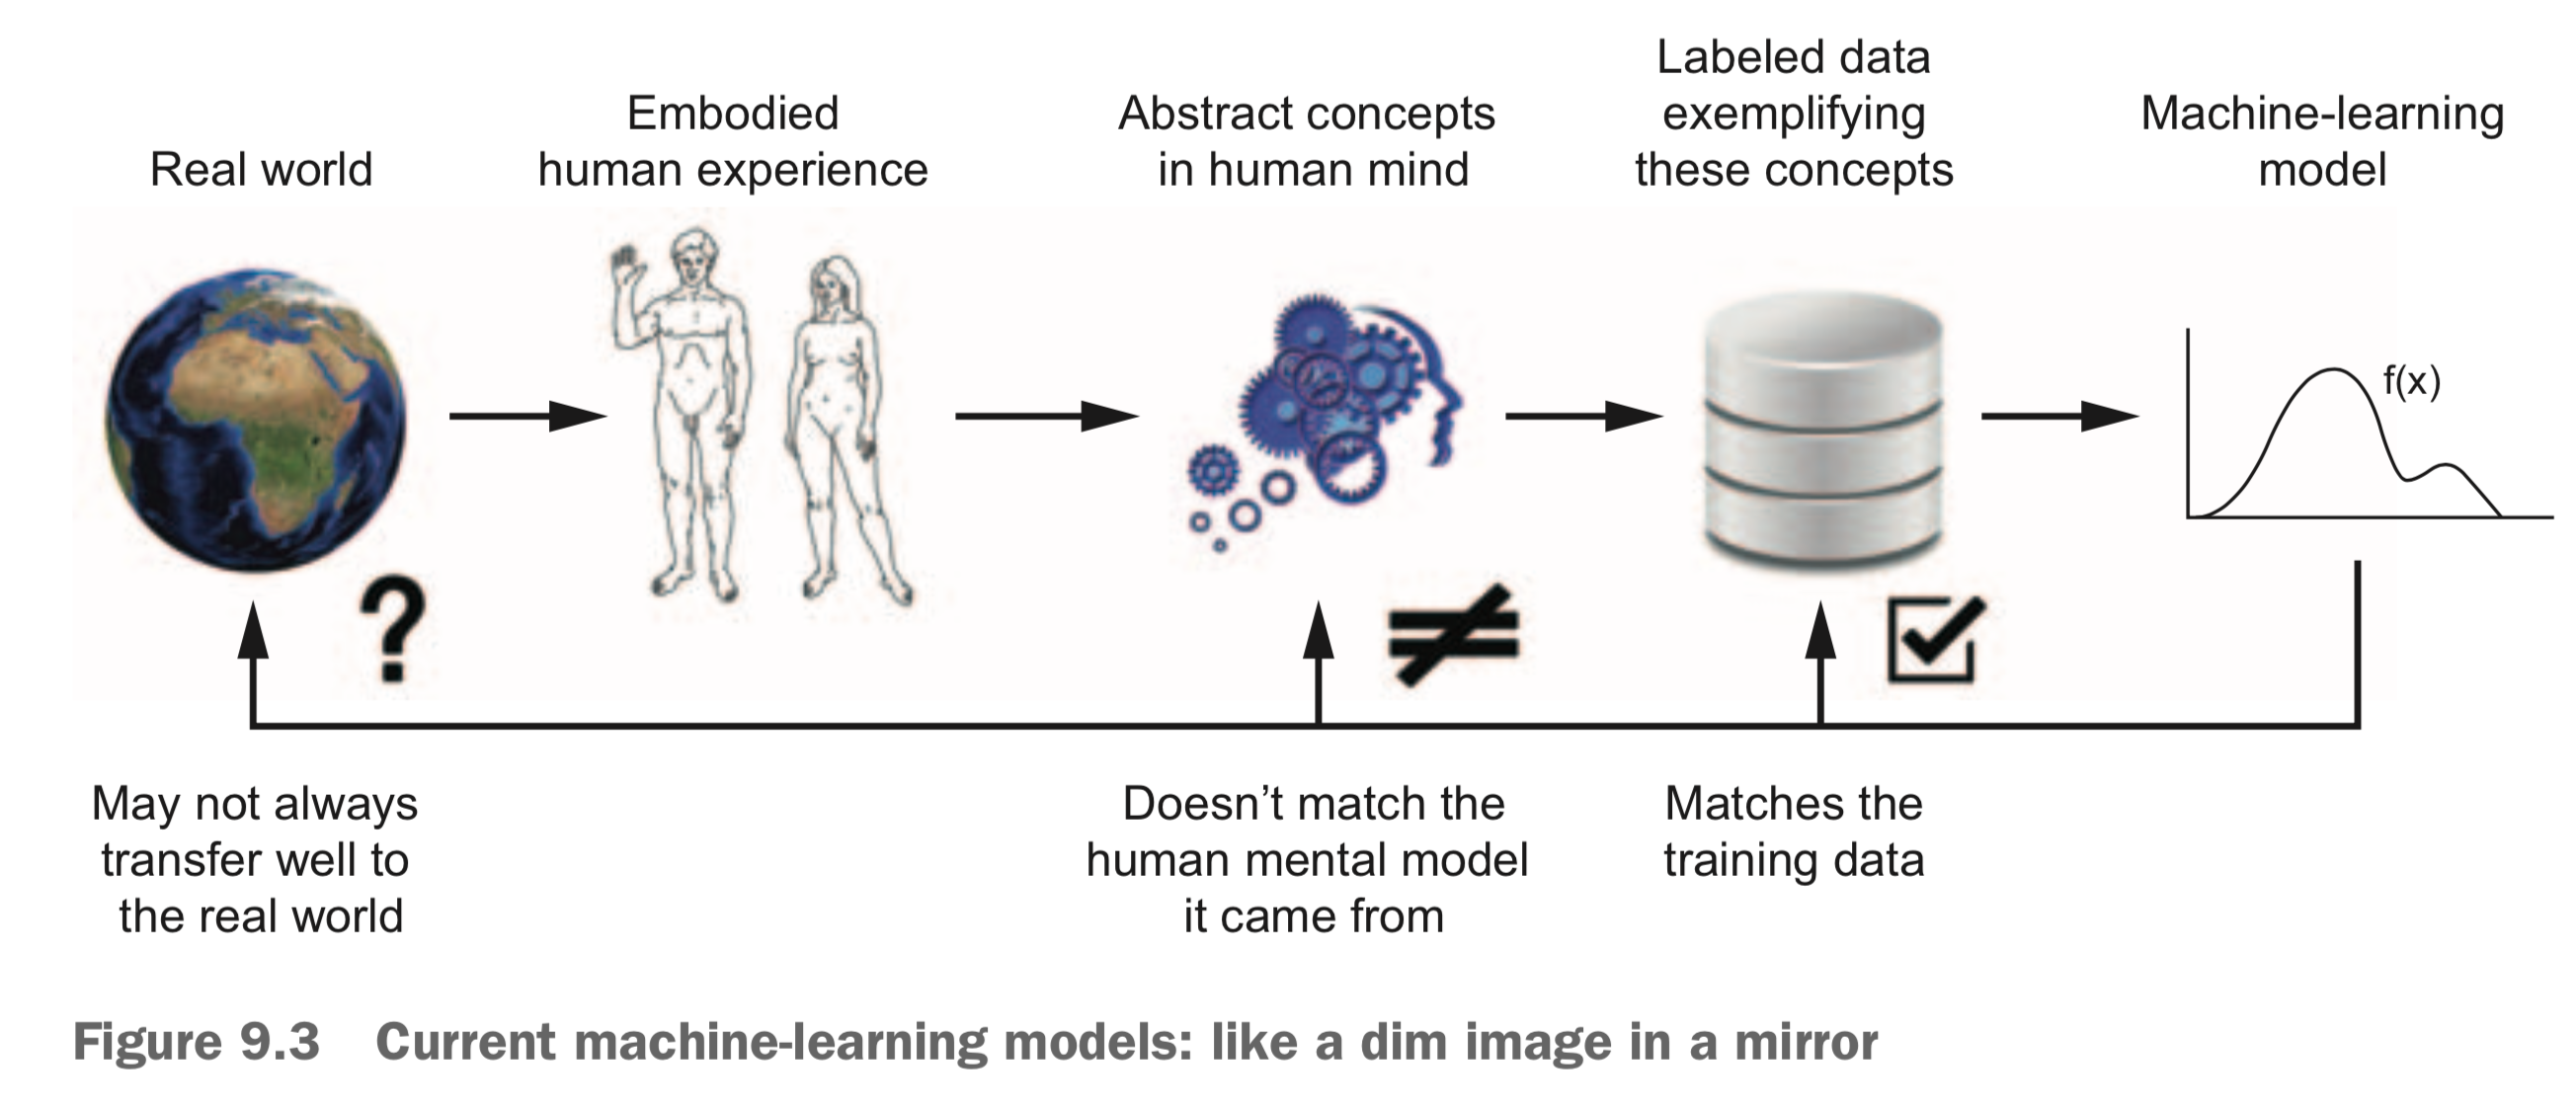 Real world
Embodied
human experience
Abstract concepts
in human mind
Labeled data
exemplifying
these concepts
Machine-learning
model
f(x)
?
≠
May not always
transfer well to
the real world
Doesn’t match the
human mental model
it came from
Matches the
training data
Figure 9.3 Current machine-learning models: like a dim image in a mirror